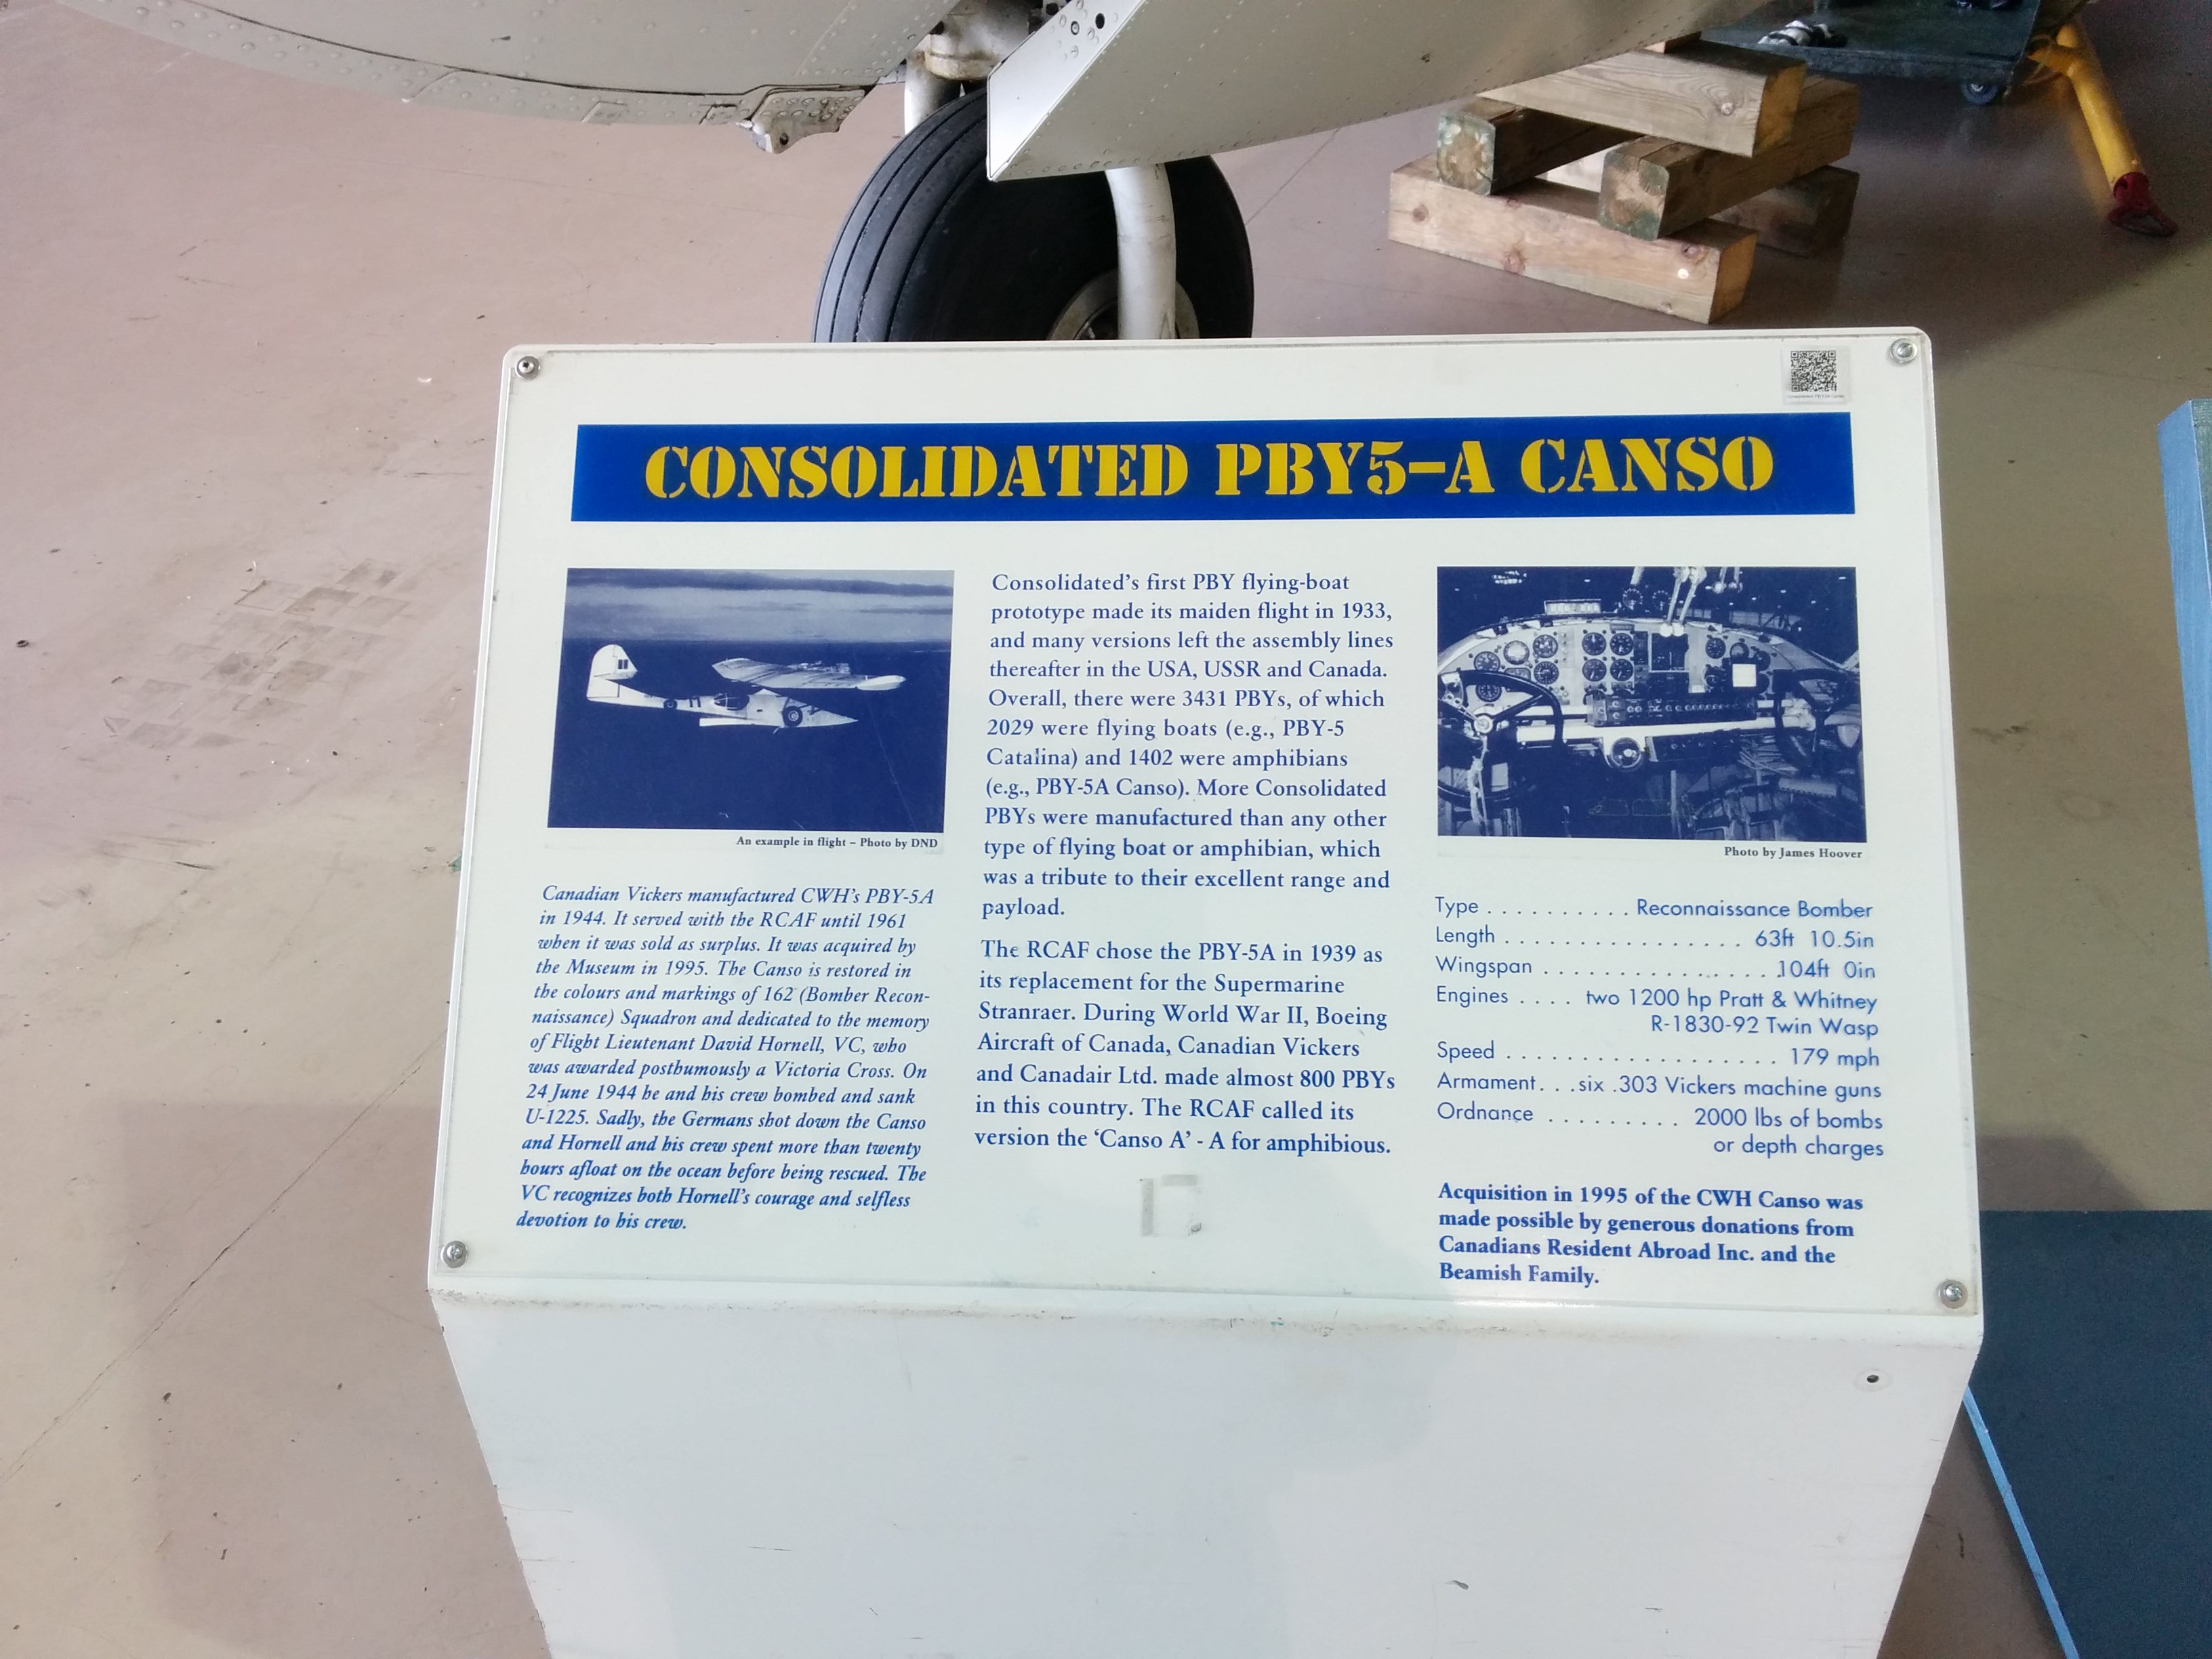 CONSOLIDATED PBY5-A CANSO
An example in flight – Photo by DND
Canadian Vickers manufactured CWH's PBY-5A
in 1944. It served with the RCAF until 1961
when it was sold as surplus. It was acquired by
the Museum in 1995. The Canso is restored in
the colours and markings of 162 (Bomber Recon-
naissance) Squadron and dedicated to the memory
of Flight Lieutenant David Hornell, VC, who
was awarded posthumously a Victoria Cross. On
24 June 1944 he and his crew bombed and sank
U-1225. Sadly, the Germans shot down the Canso
and Hornell and his crew spent more than twenty
hours afloat on the ocean before being rescued. The
VC recognizes both Hornell's courage and selfless
devotion to his crew.
Consolidated's first PBY flying-boat
prototype made its maiden flight in 1933,
and many versions left the assembly lines
thereafter in the USA, USSR and Canada.
Overall, there were 3431 PBYs, of which
2029 were flying boats (e.g., PBY-5
Catalina) and 1402 were amphibians
(e.g., PBY-5A Canso). More Consolidated
PBYs were manufactured than any other
type of flying boat or amphibian, which
was a tribute to their excellent range and
payload.
The RCAF chose the PBY-5A in 1939 as
its replacement for the Supermarine
Stranraer. During World War II, Boeing
Aircraft of Canada, Canadian Vickers
and Canadair Ltd. made almost 800 PBYs
in this country. The RCAF called its
version the 'Canso A' - A for amphibious.
Photo by James Hoover
Type . . . . . . . . . . Reconnaissance Bomber
Length . . . . . . . . . . . . . . . . . 63ft 10.5in
Wingspan . . . . . . . . . . . . . . . . 104ft 0in
Engines . . . . two 1200 hp Pratt & Whitney
R-1830-92 Twin Wasp
Speed . . . . . . . . . . . . . . . . . . . 179 mph
Armament. . .six .303 Vickers machine guns
Ordnance . . . . . . . . . 2000 lbs of bombs
or depth charges
Acquisition in 1995 of the CWH Canso was
made possible by generous donations from
Canadians Resident Abroad Inc. and the
Beamish Family.